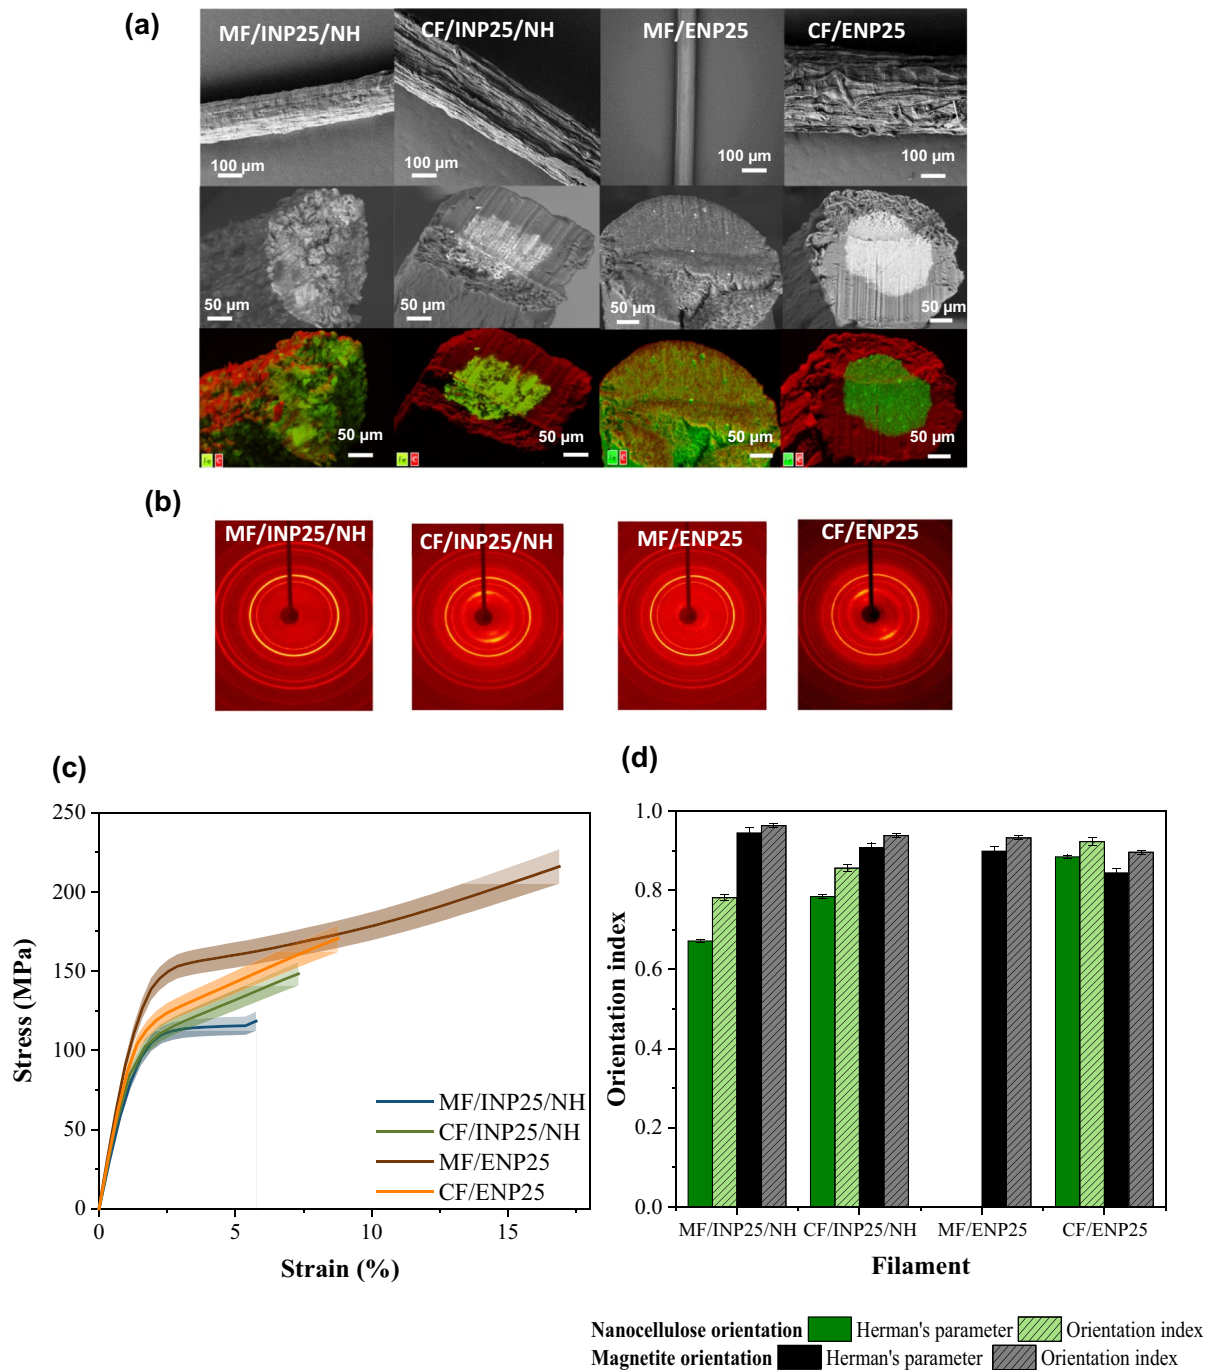 (a)
MF/INP25/NH CF/INP25/NH MF/ENP25 CF/ENP25
100 µm 100 µm 100 µm 100 µm
50 µm 50 µm 50 µm 50 µm
50 µm 50 µm 50 µm 50 µm
Fe C Fe C C C
(b)
MF/INP25/NH CF/INP25/NH MF/ENP25 CF/ENP25
(c)
250
200
150
100
50
0
Stress (MPa)
0 5 10 15
Strain (%)
MF/INP25/NH
CF/INP25/NH
MF/ENP25
CF/ENP25
(d)
1.0
0.8
0.6
0.4
0.2
0.0
Orientation index
MF/INP25/NH CF/INP25/NH MF/ENP25 CF/ENP25
Filament
Nanocellulose orientation Herman's parameter Orientation index
Magnetite orientation Herman's parameter Orientation index